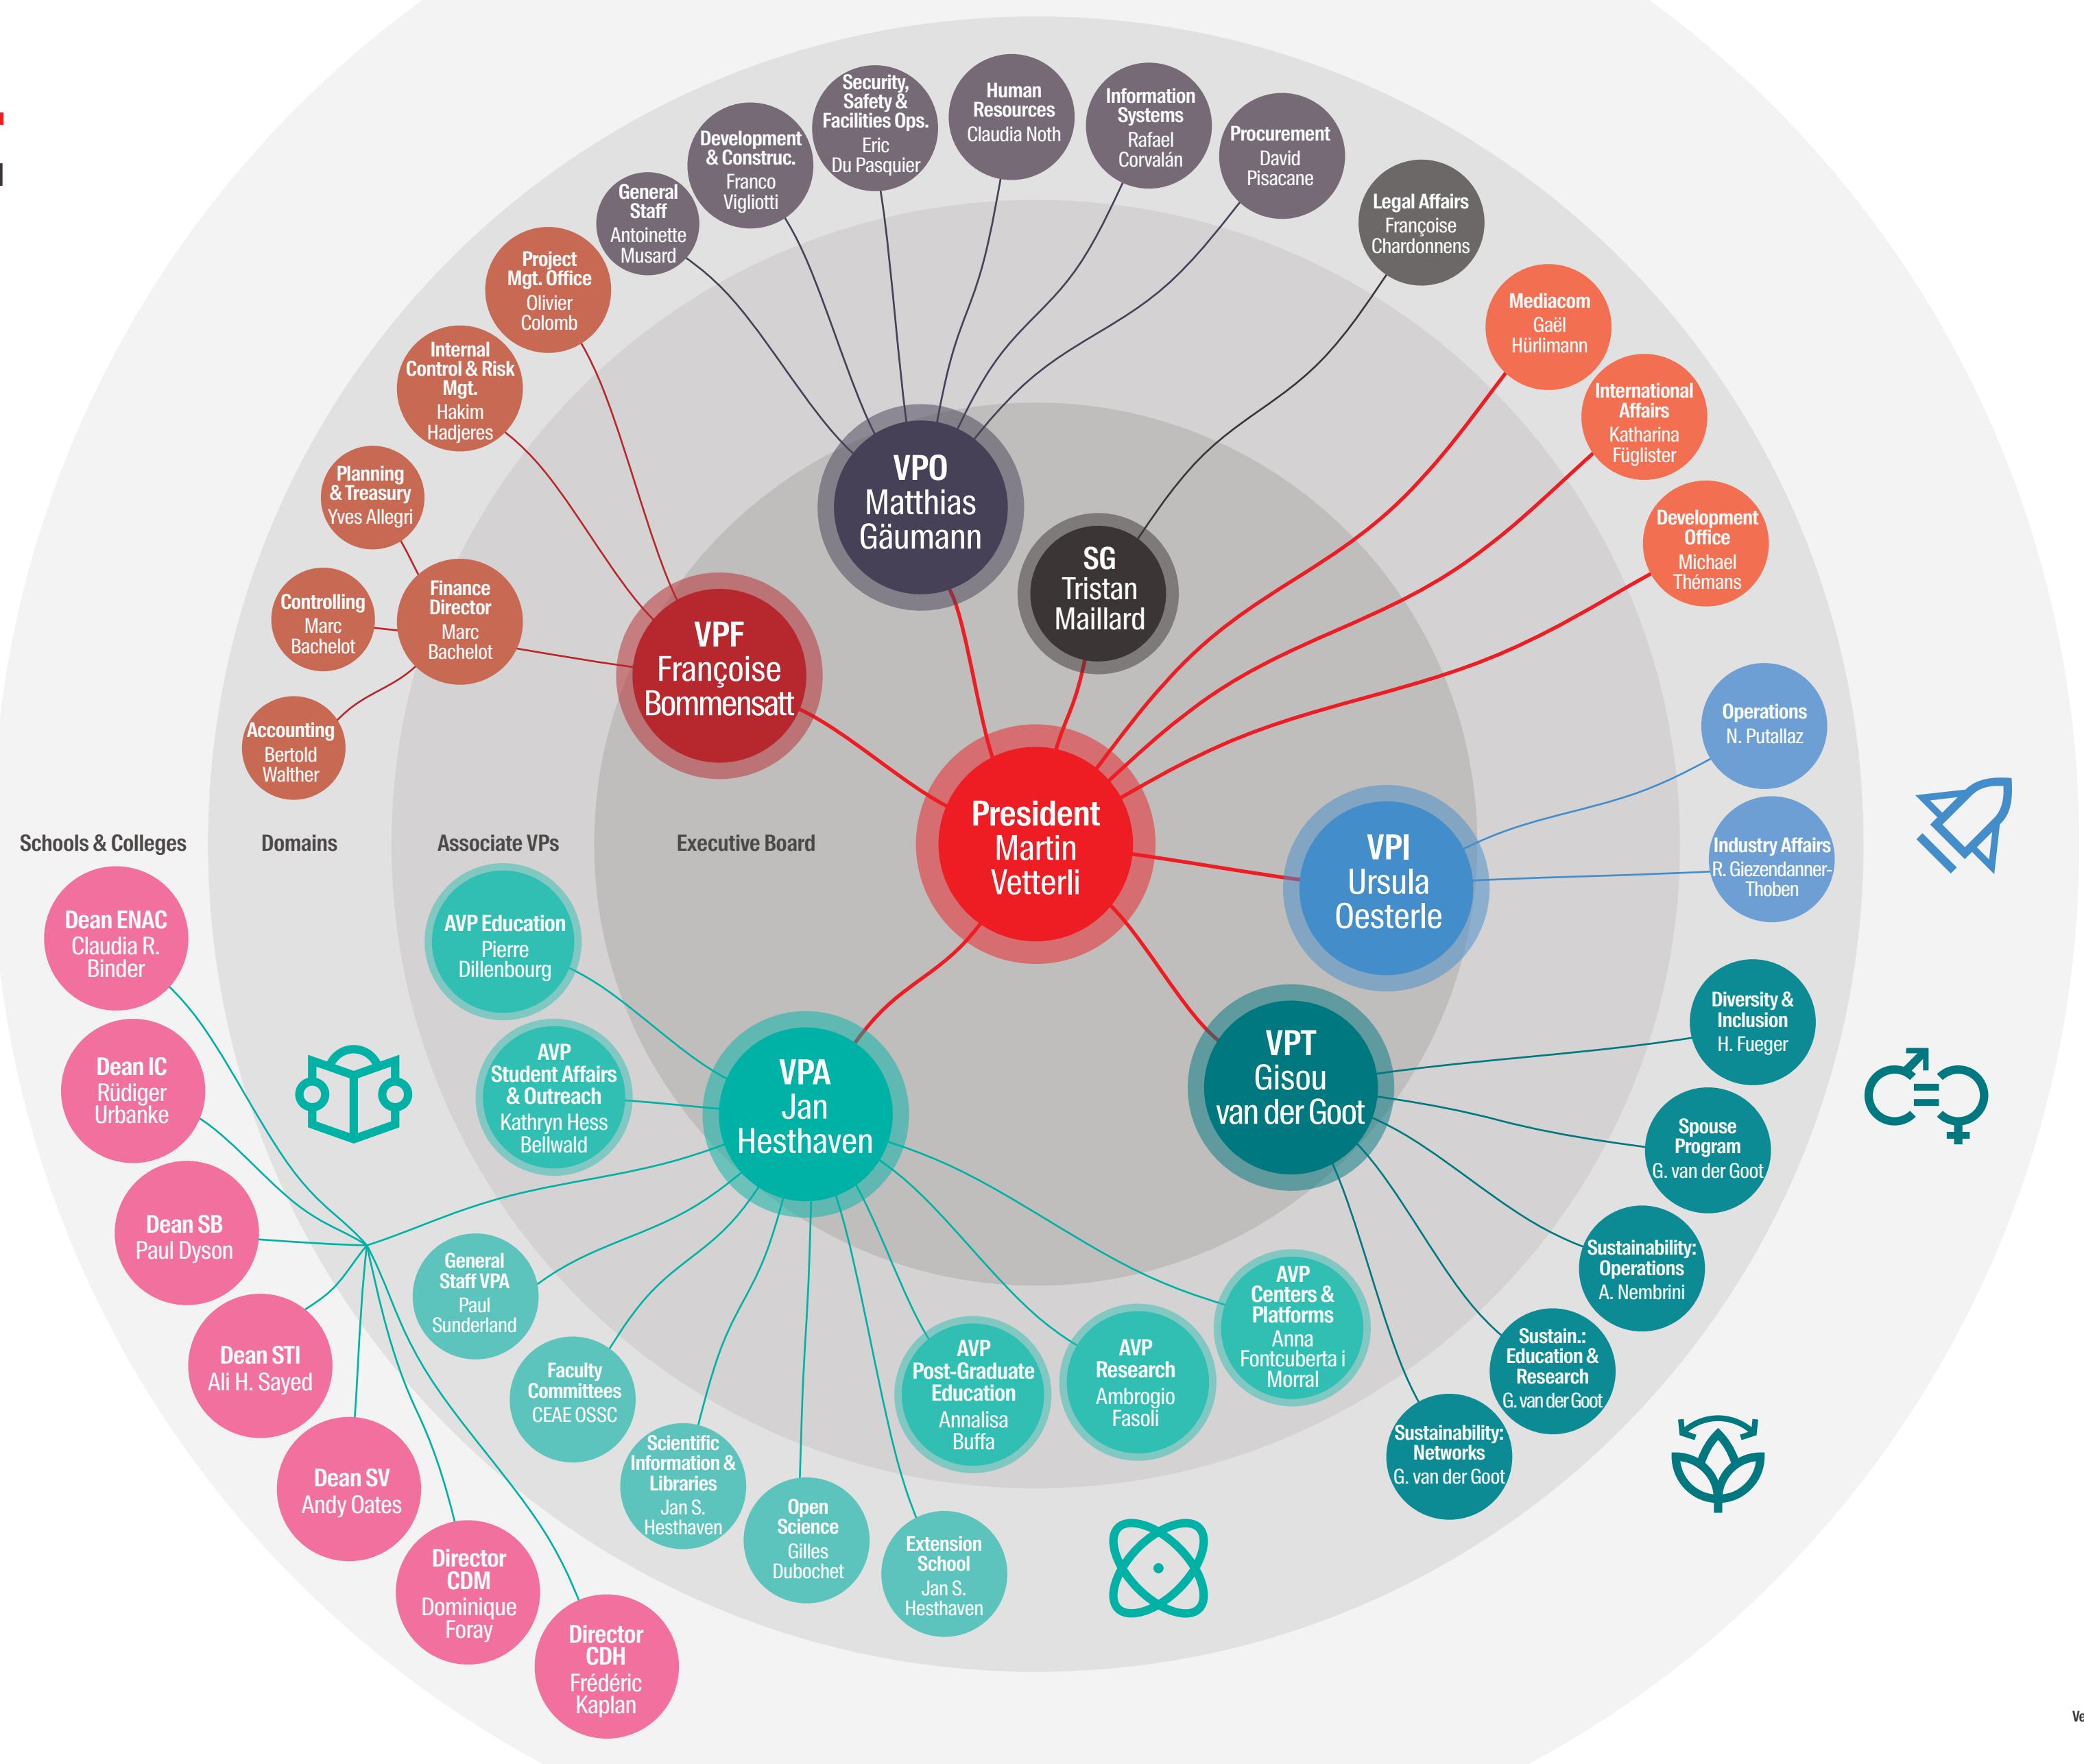 Security,
Safety &
Facilities Ops.
Eric
Du Pasquier
Human
Resources
Claudia Noth
Information
Systems
Rafael
Corvalán
Procurement
David
Pisacane
Development
& Construc.
Franco
Vigliotti
General
Staff
Antoinette
Musard
Legal Affairs
Françoise
Chardonnens
Project
Mgt. Office
Olivier
Colomb
Mediacom
Gaël
Hürlimann
Internal
Control & Risk
Mgt.
Hakim
Hadjeres
International
Affairs
Katharina
Füglister
Planning
& Treasury
Yves Allegri
VPO
Matthias
Gäumann
Development
Office
Michael
Thémans
SG
Tristan
Maillard
Controlling
Marc
Bachelot
Finance
Director
Marc
Bachelot
VPF
Françoise
Bommensatt
Accounting
Bertold
Walther
Operations
N. Putallaz
President
Martin
Vetterli
VPI
Ursula
Oesterle
Industry Affairs
R. Giezendanner-
Thoben
Schools & Colleges
Domains
Associate VPs
Executive Board
Dean ENAC
Claudia R.
Binder
AVP Education
Pierre
Dillenbourg
Diversity &
Inclusion
H. Fueger
Dean IC
Rüdiger
Urbanke
AVP
Student Affairs
& Outreach
Kathryn Hess
Bellwald
VPA
Jan
Hesthaven
VPT
Gisou
van der Goot
Spouse
Program
G. van der Goot
Dean SB
Paul Dyson
General
Staff VPA
Paul
Sunderland
AVP
Centers &
Platforms
Anna
Fontcuberta i
Morral
Sustainability:
Operations
A. Nembrini
Dean STI
Ali H. Sayed
Faculty
Committees
CEAE OSSC
AVP
Post-Graduate
Education
Annalisa
Buffa
AVP
Research
Ambrogio
Fasoli
Sustain.:
Education &
Research
G. van der Goot
Dean SV
Andy Oates
Scientific
Information &
Libraries
Jan S.
Hesthaven
Sustainability:
Networks
G. van der Goot
Open
Science
Gilles
Dubochet
Extension
School
Jan S.
Hesthaven
Director
CDM
Dominique
Foray
Director
CDH
Frédéric
Kaplan